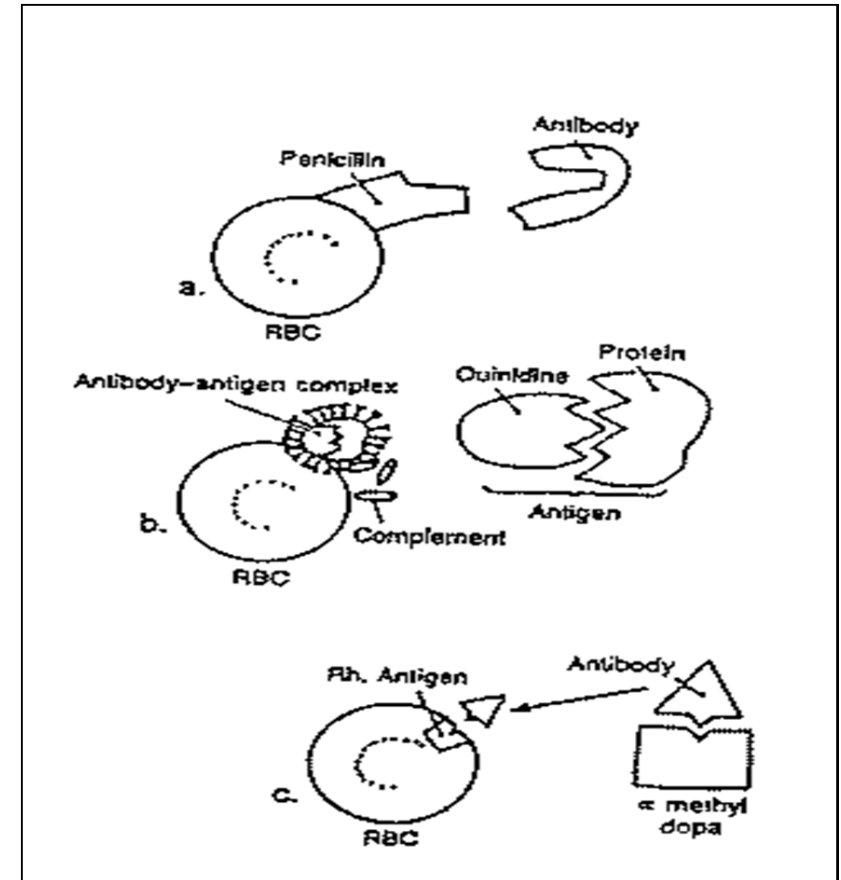 Antibody
Penicillin
a.
RBC
Protein
Quinidine
Antibody-antigen complex
Antigen
b.
Complement
RBC
Rh. Antigen
Antibody
c.
∝ methyl
dopa
RBC